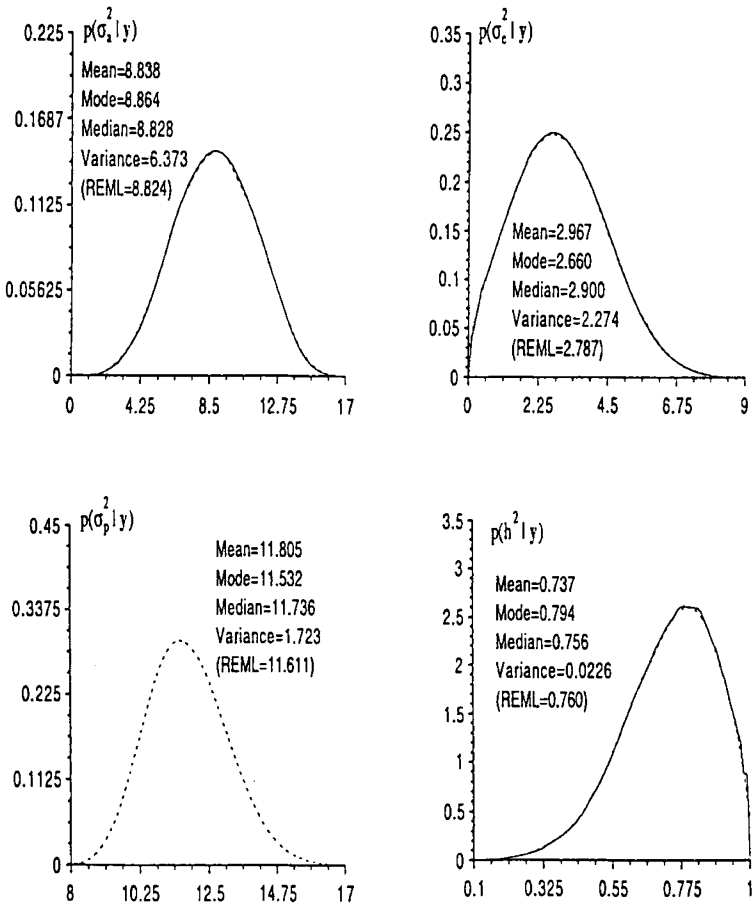 0.225
p(σ_a^2 | y)
Mean=8.838
Mode=8.864
0.1687
Median=8.828
Variance=6.373
(REML=8.824)
0.1125
0.05625
0
0 4.25 8.5 12.75 17
0.35
p(σ_c^2 | y)
0.3
0.25
0.2
0.15
Mean=2.967
Mode=2.660
0.1
Median=2.900
Variance=2.274
0.05
(REML=2.787)
0
0 2.25 4.5 6.75 9
0.45
p(σ_p^2 | y)
Mean=11.805
Mode=11.532
0.3375
Median=11.736
Variance=1.723
(REML=11.611)
0.225
0.1125
0
8 10.25 12.5 14.75 17
3.5
p(h^2 | y)
3
Mean=0.737
2.5
Mode=0.794
Median=0.756
2
Variance=0.0226
(REML=0.760)
1.5
1
0.5
0
0.1 0.325 0.55 0.775 1